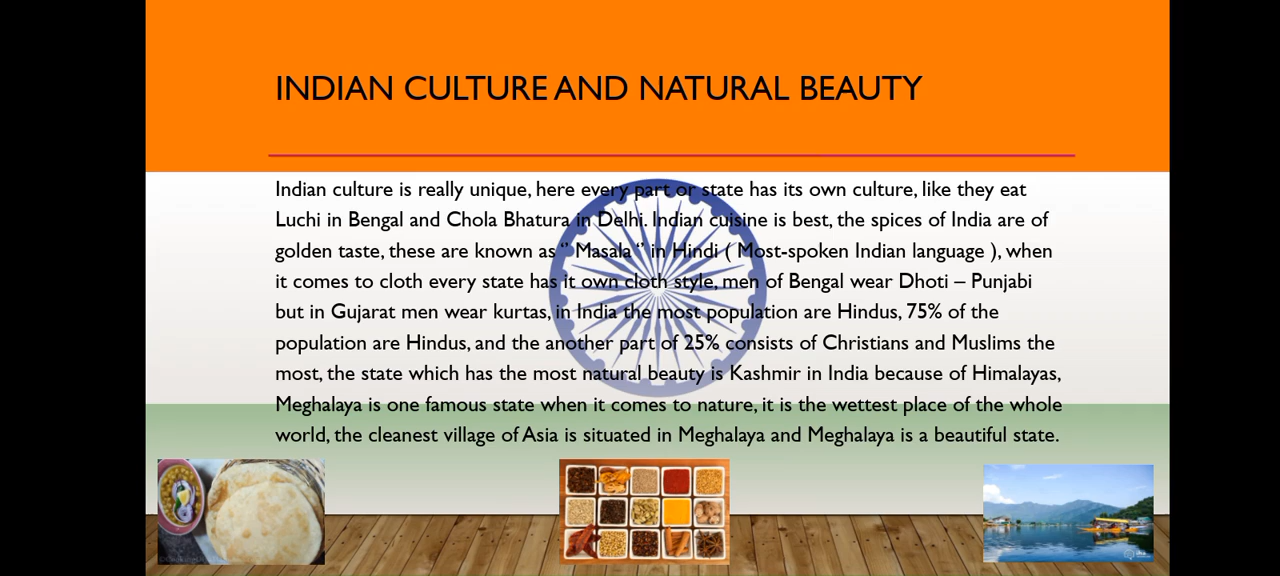 INDIAN CULTURE AND NATURAL BEAUTY
Indian culture is really unique, here every part or state has its own culture, like they eat
Luchi in Bengal and Chola Bhatura in Delhi. Indian cuisine is best, the spices of India are of
golden taste, these are known as “ Masala “ in Hindi ( Most-spoken Indian language ), when
it comes to cloth every state has it own cloth style, men of Bengal wear Dhoti – Punjabi
but in Gujarat men wear kurtas, in India the most population are Hindus, 75% of the
population are Hindus, and the another part of 25% consists of Christians and Muslims the
most, the state which has the most natural beauty is Kashmir in India because of Himalayas,
Meghalaya is one famous state when it comes to nature, it is the wettest place of the whole
world, the cleanest village of Asia is situated in Meghalaya and Meghalaya is a beautiful state.